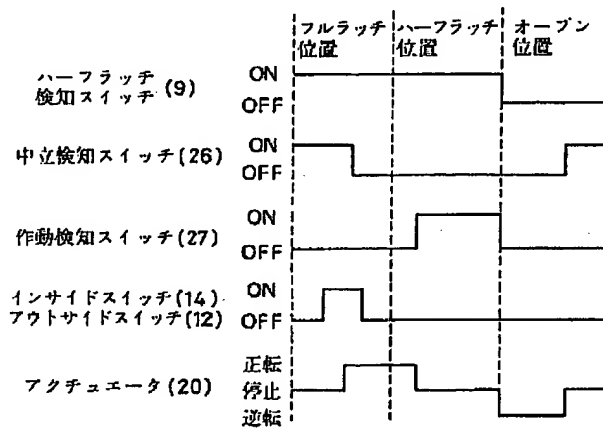 フルラッチ位置
ハーフラッチ位置
オープン位置
ハーフラッチ
検知スイッチ (9)
ON
OFF
中立検知スイッチ(26)
ON
OFF
作動検知スイッチ(27)
ON
OFF
インサイドスイッチ(14)
アウトサイドスイッチ(12)
ON
OFF
アクチュエータ(20)
正転
停止
逆転